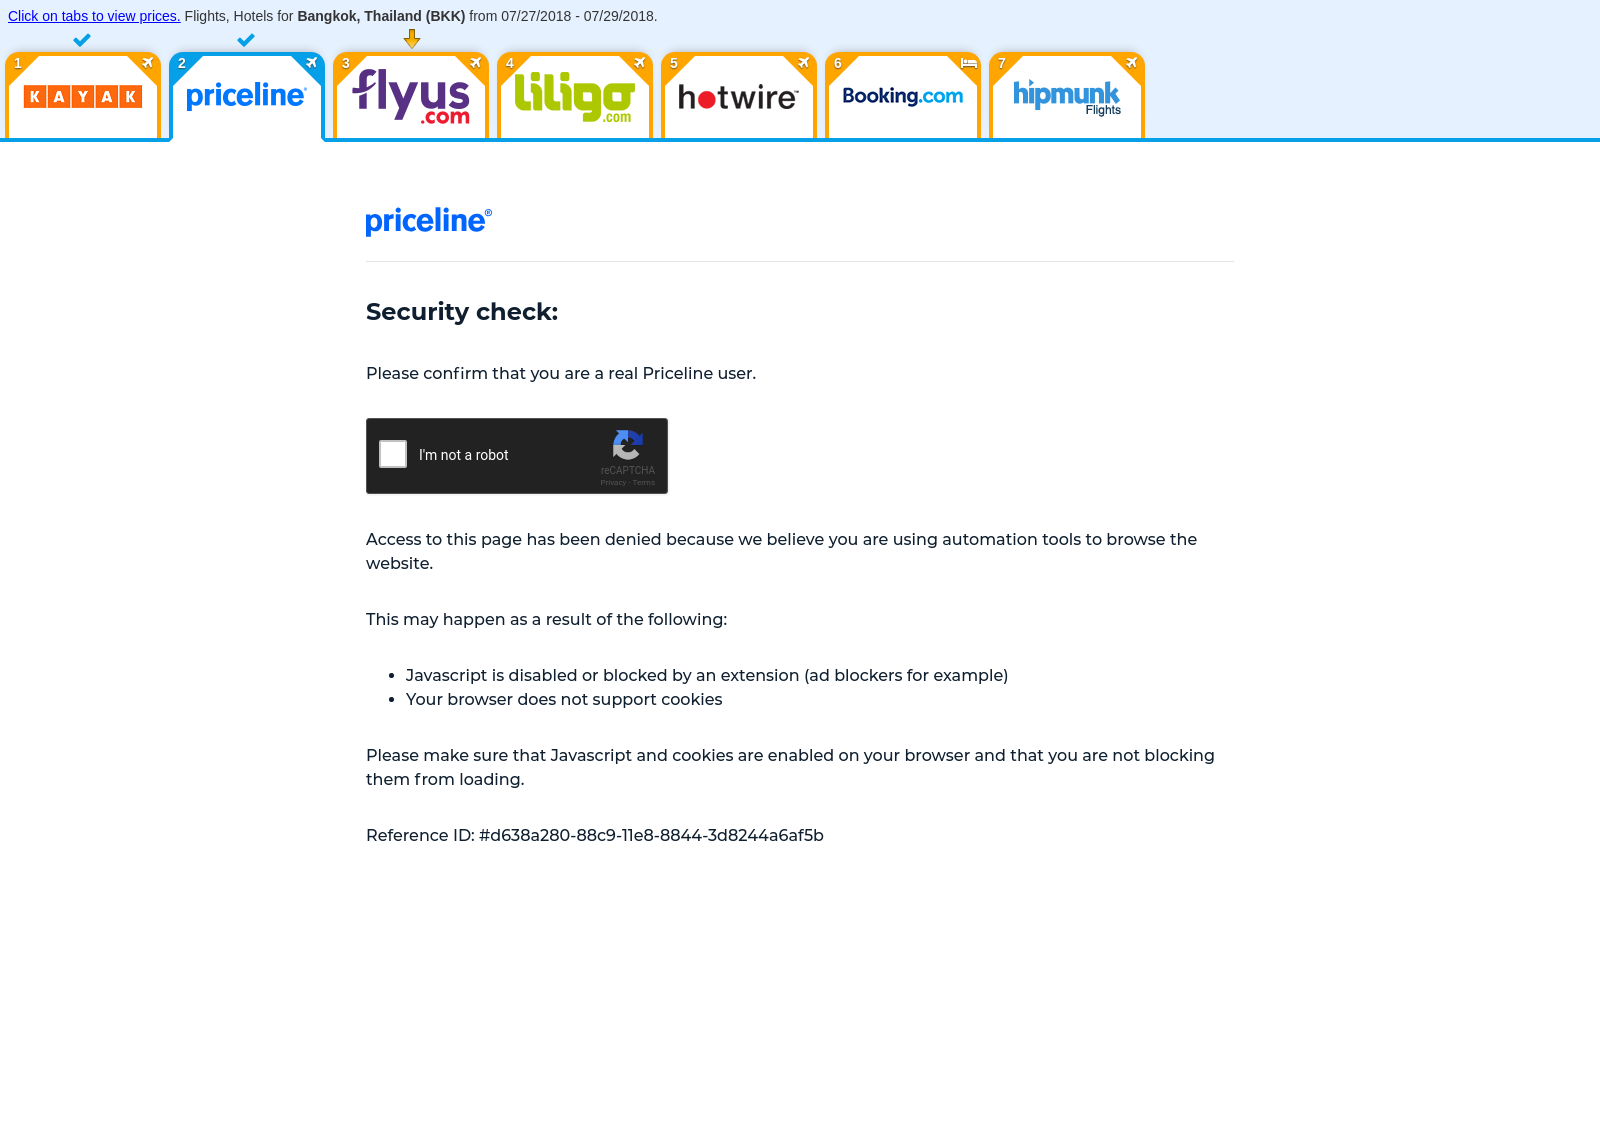 Click on tabs to view prices. Flights, Hotels for Bangkok, Thailand (BKK) from 07/27/2018 - 07/29/2018.
1 KAYAK
2 priceline®
3 flyus.com
4 liligo.com
5 hotwire™
6 Booking.com
7 hipmunk Flights
priceline®
Security check:
Please confirm that you are a real Priceline user.
I'm not a robot
reCAPTCHA
Privacy - Terms
Access to this page has been denied because we believe you are using automation tools to browse the
website.
This may happen as a result of the following:
• Javascript is disabled or blocked by an extension (ad blockers for example)
• Your browser does not support cookies
Please make sure that Javascript and cookies are enabled on your browser and that you are not blocking
them from loading.
Reference ID: #d638a280-88c9-11e8-8844-3d8244a6af5b